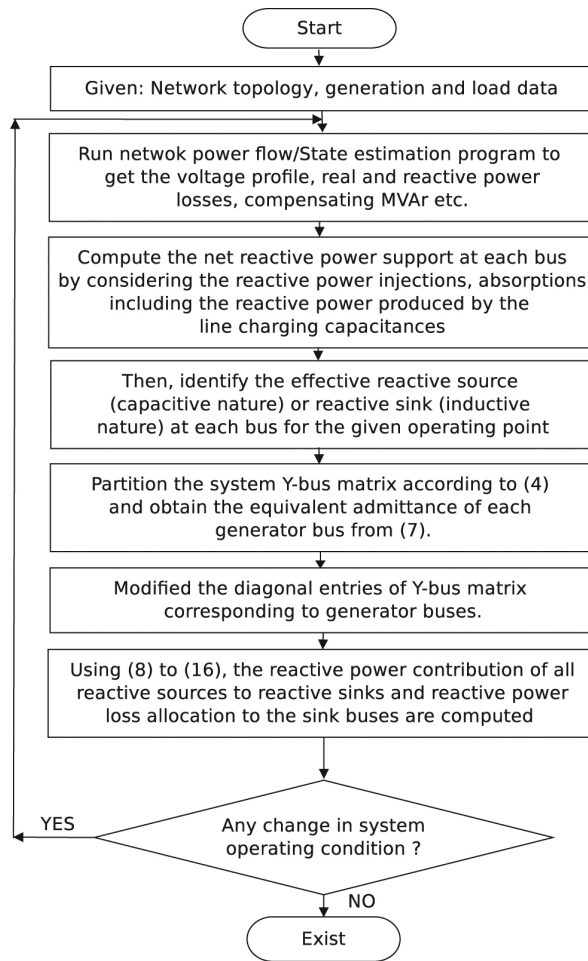 Start
Given: Network topology, generation and load data
Run netwok power flow/State estimation program to
get the voltage profile, real and reactive power
losses, compensating MVAr etc.
Compute the net reactive power support at each bus
by considering the reactive power injections, absorptions
including the reactive power produced by the
line charging capacitances
Then, identify the effective reactive source
(capacitive nature) or reactive sink (inductive
nature) at each bus for the given operating point
Partition the system Y-bus matrix according to (4)
and obtain the equivalent admittance of each
generator bus from (7).
Modified the diagonal entries of Y-bus matrix
corresponding to generator buses.
Using (8) to (16), the reactive power contribution of all
reactive sources to reactive sinks and reactive power
loss allocation to the sink buses are computed
YES
Any change in system
operating condition ?
NO
Exist